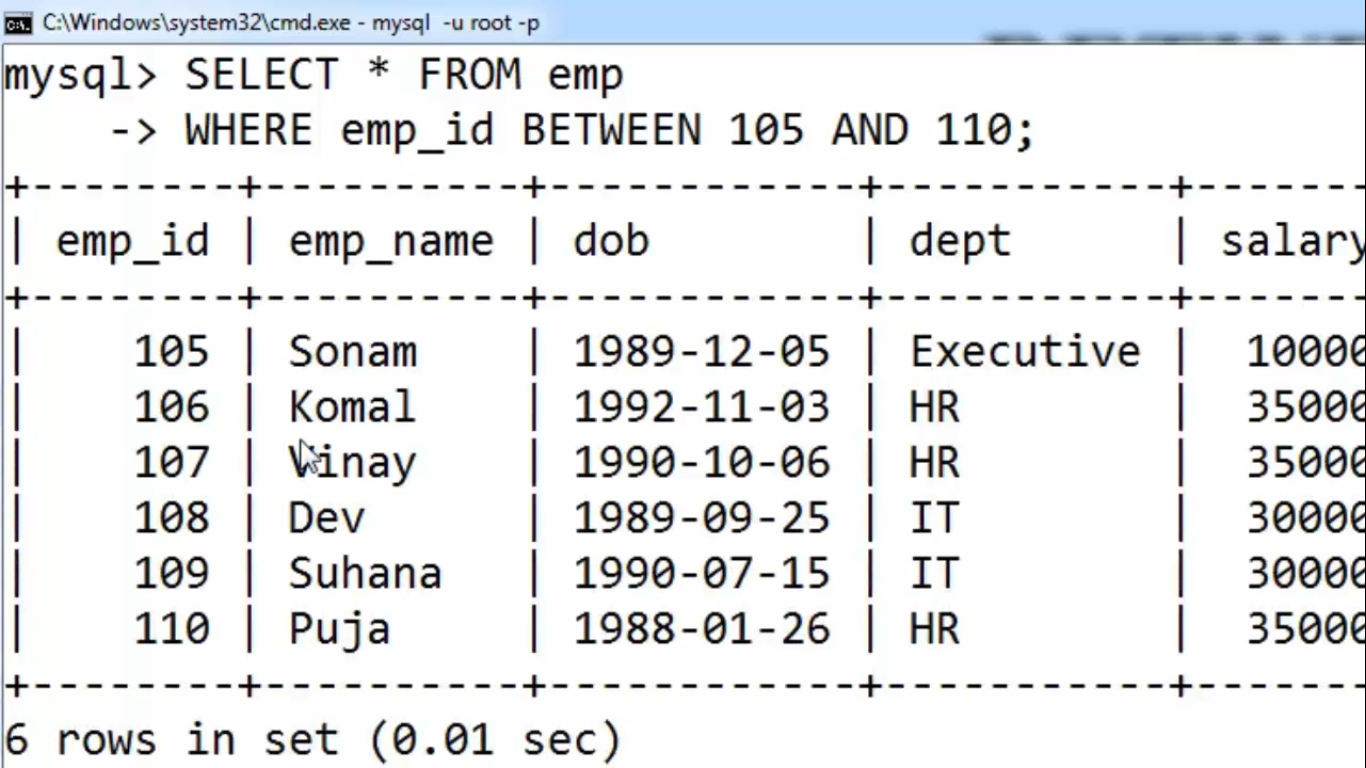 C:\Windows\system32\cmd.exe - mysql  -u root -p
mysql> SELECT * FROM emp
    -> WHERE emp_id BETWEEN 105 AND 110;
+--------+----------+------------+-----------+------
| emp_id | emp_name | dob        | dept      | salary
+--------+----------+------------+-----------+------
|    105 | Sonam    | 1989-12-05 | Executive |  10000
|    106 | Komal    | 1992-11-03 | HR        |  35000
|    107 | Vinay    | 1990-10-06 | HR        |  35000
|    108 | Dev      | 1989-09-25 | IT        |  30000
|    109 | Suhana   | 1990-07-15 | IT        |  30000
|    110 | Puja     | 1988-01-26 | HR        |  35000
+--------+----------+------------+-----------+------
6 rows in set (0.01 sec)